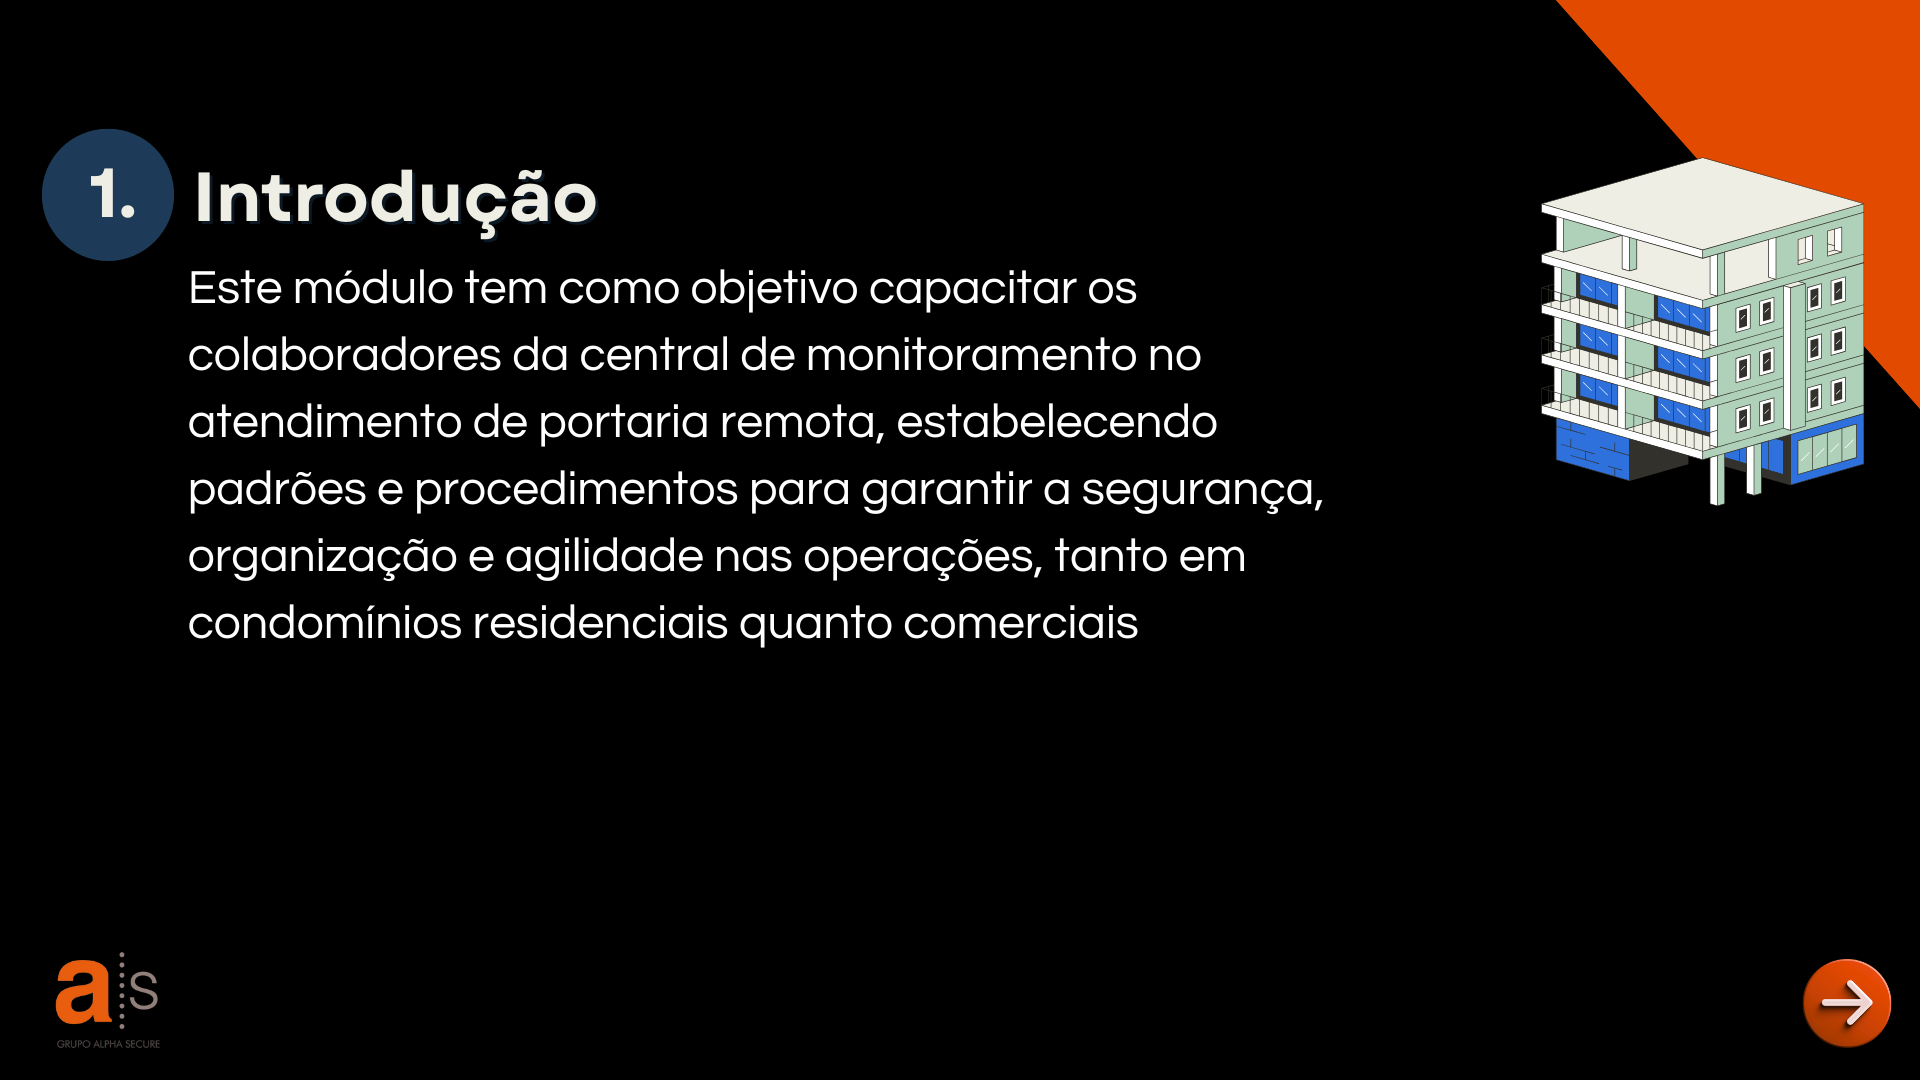 1. Introdução
Este módulo tem como objetivo capacitar os
colaboradores da central de monitoramento no
atendimento de portaria remota, estabelecendo
padrões e procedimentos para garantir a segurança,
organização e agilidade nas operações, tanto em
condomínios residenciais quanto comerciais
a s
GRUPO ALPHA SECURE